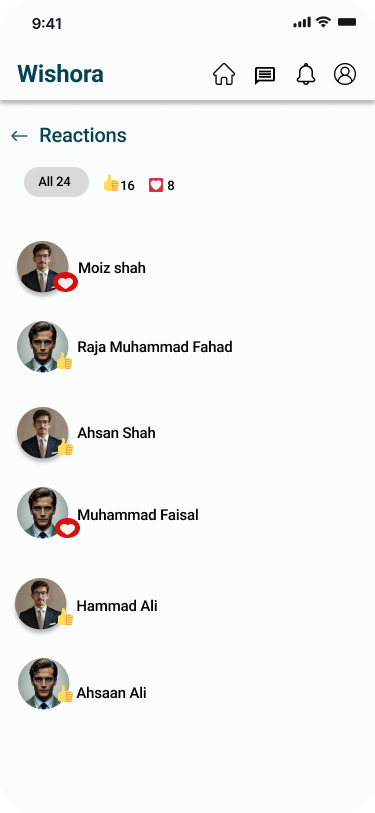 9:41
Wishora
Reactions
All 24 16 8
Moiz shah
Raja Muhammad Fahad
Ahsan Shah
Muhammad Faisal
Hammad Ali
Ahsaan Ali